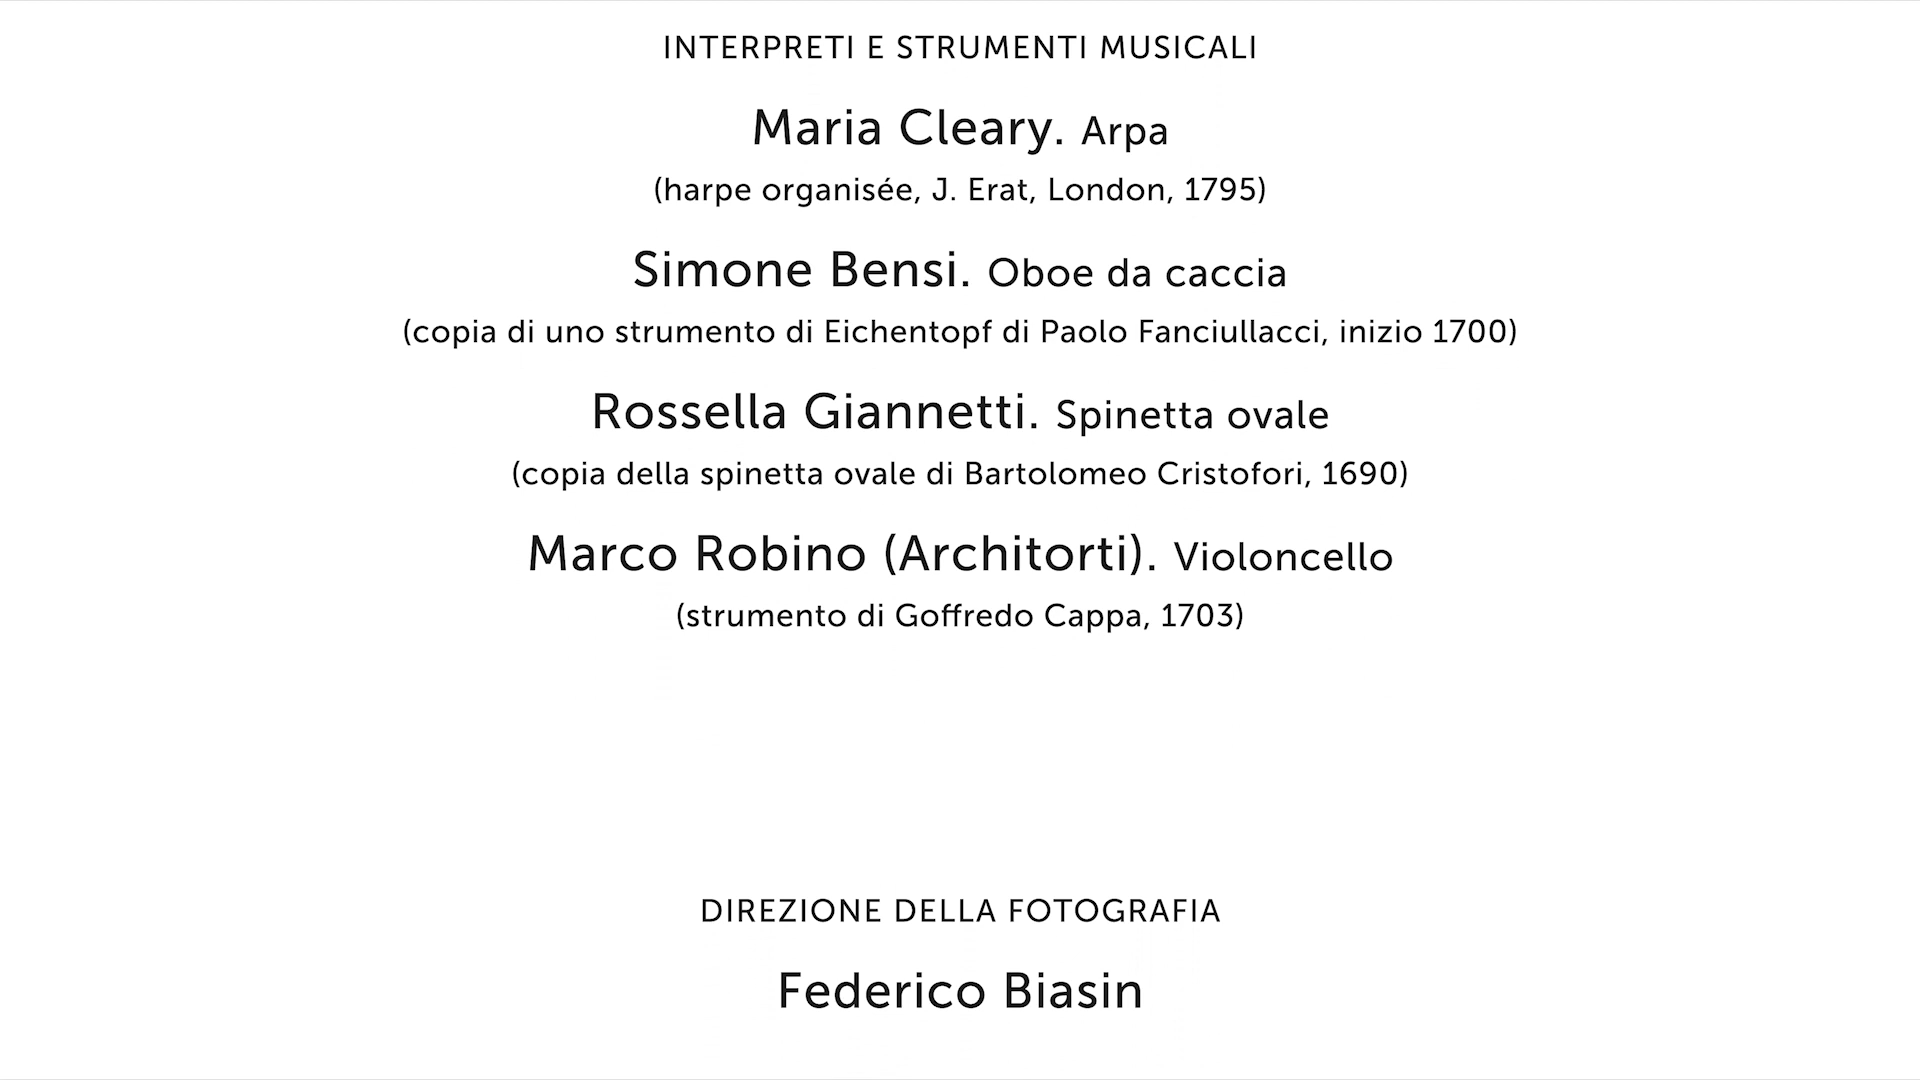 INTERPRETI E STRUMENTI MUSICALI
Maria Cleary. Arpa
(harpe organisée, J. Erat, London, 1795)
Simone Bensi. Oboe da caccia
(copia di uno strumento di Eichentopf di Paolo Fanciullacci, inizio 1700)
Rossella Giannetti. Spinetta ovale
(copia della spinetta ovale di Bartolomeo Cristofori, 1690)
Marco Robino (Architorti). Violoncello
(strumento di Goffredo Cappa, 1703)
DIREZIONE DELLA FOTOGRAFIA
Federico Biasin